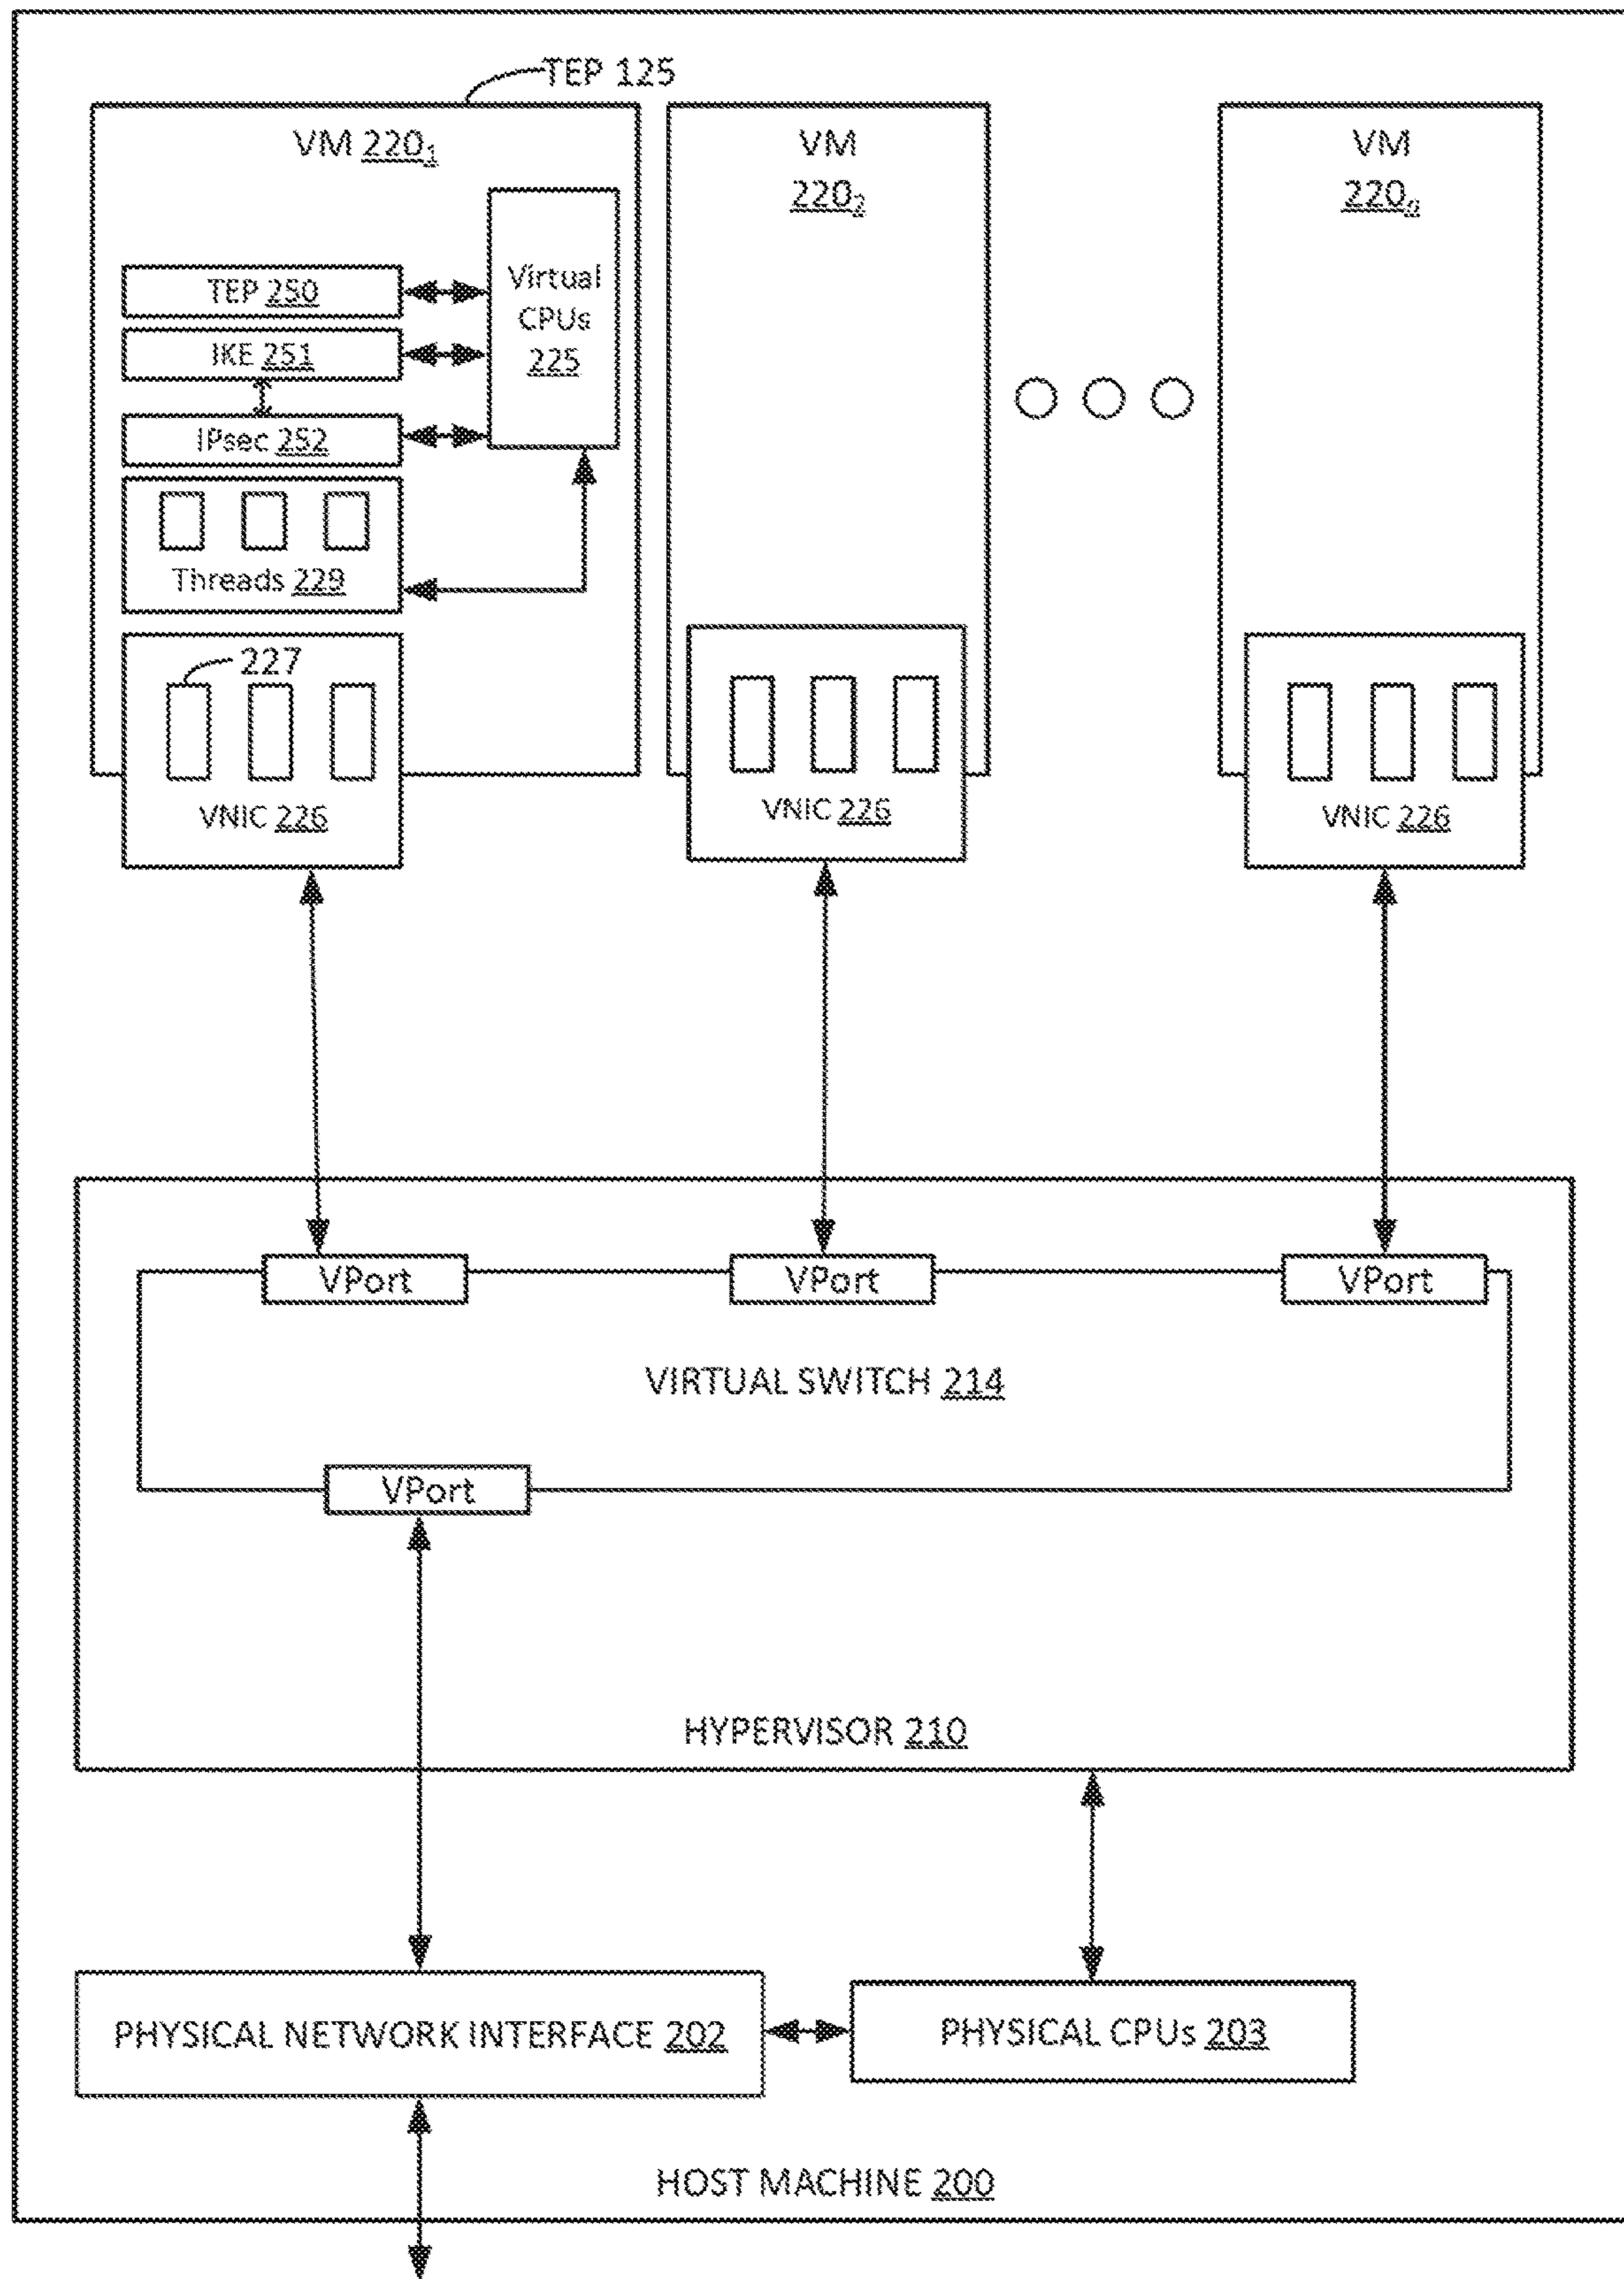 TEP 125
VM 220₁
VM
220₂
VM
220ₙ
TEP 250
IKE 251
IPsec 252
Virtual
CPUs
225
Threads 229
227
VNIC 226
VNIC 226
VNIC 226
VPort
VPort
VPort
VIRTUAL SWITCH 214
VPort
HYPERVISOR 210
PHYSICAL NETWORK INTERFACE 202
PHYSICAL CPUs 203
HOST MACHINE 200